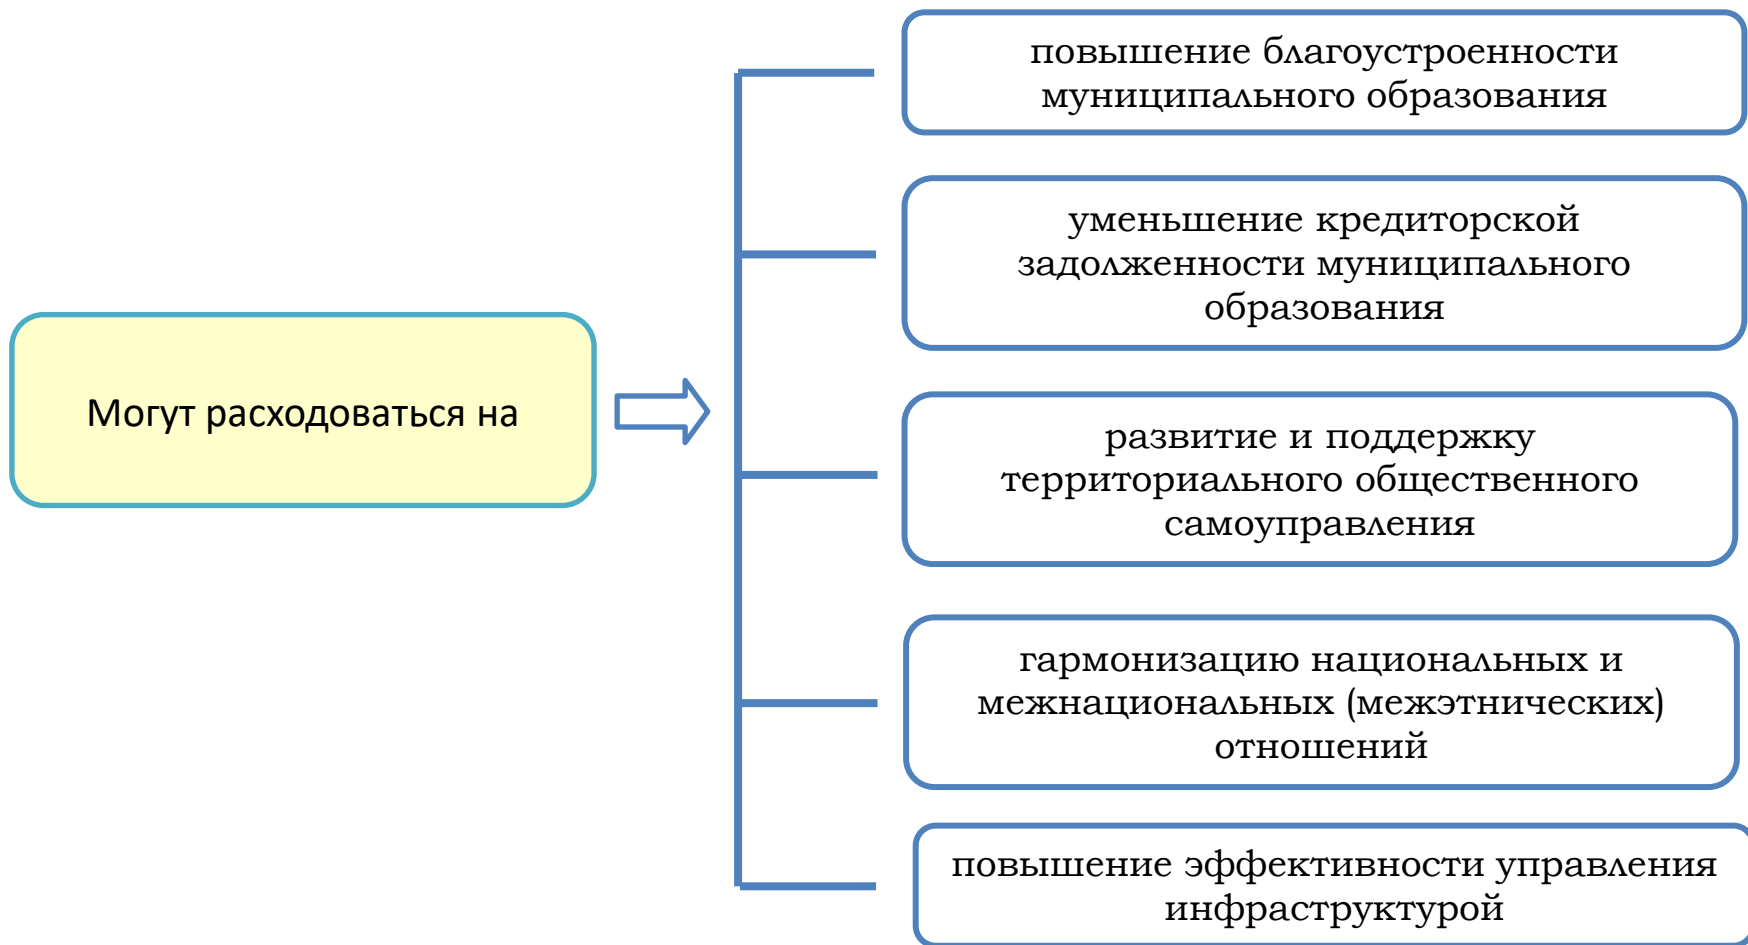 повышение благоустроенности
муниципального образования
уменьшение кредиторской
задолженности муниципального
образования
Могут расходоваться на
развитие и поддержку
территориального общественного
самоуправления
гармонизацию национальных и
межнациональных (межэтнических)
отношений
повышение эффективности управления
инфраструктурой